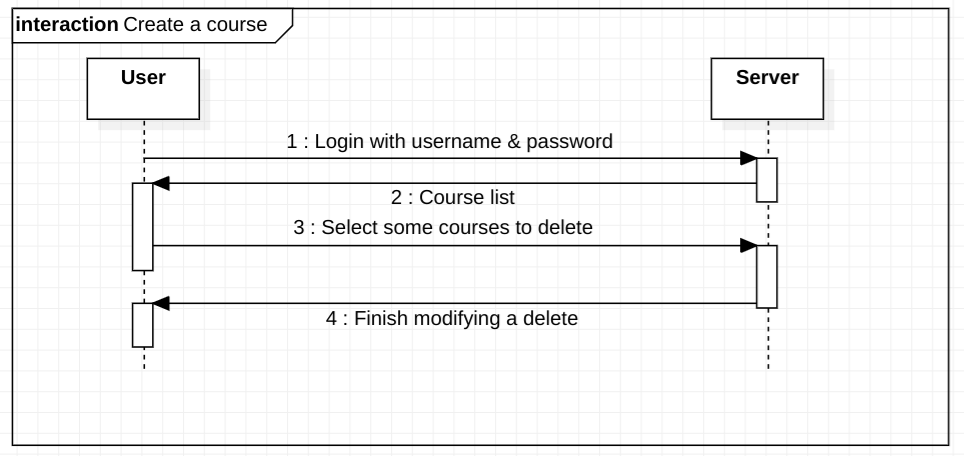 interaction Create a course
User
Server
1 : Login with username & password
2 : Course list
3 : Select some courses to delete
4 : Finish modifying a delete